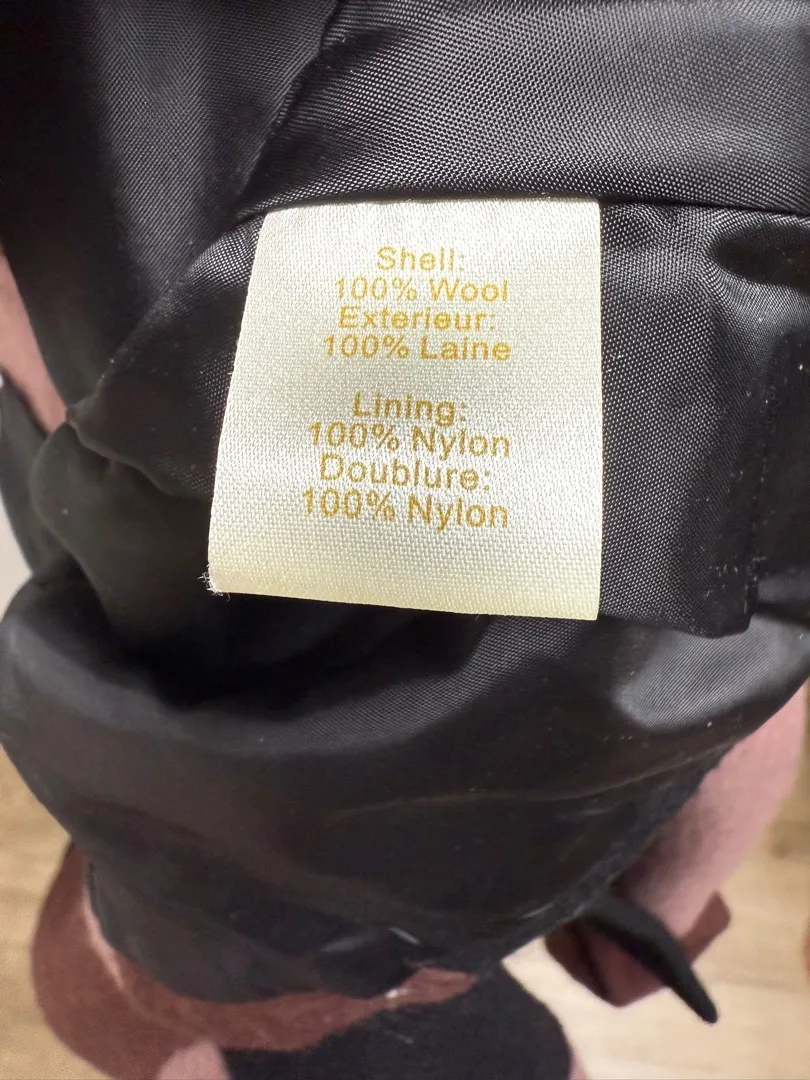 Shell:
100% Wool
Exterieur:
100% Laine
Lining:
100% Nylon
Doublure:
100% Nylon